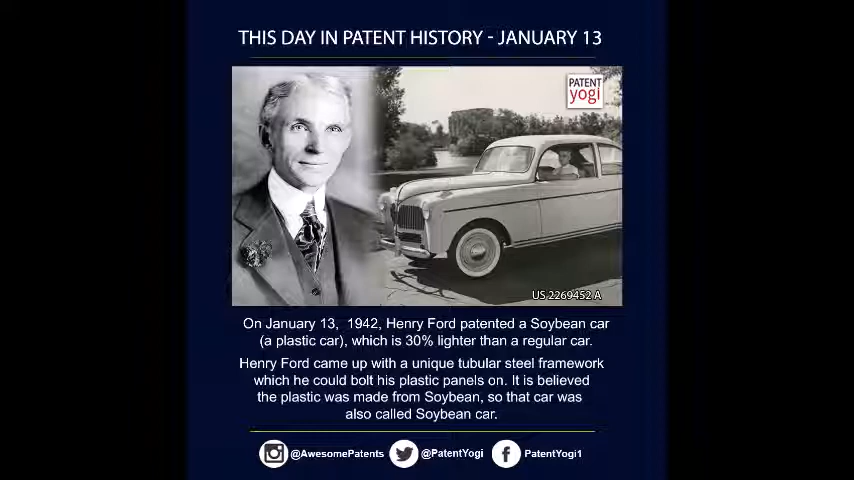 THIS DAY IN PATENT HISTORY - JANUARY 13
PATENT
yogi
US 2269452 A
On January 13, 1942, Henry Ford patented a Soybean car
(a plastic car), which is 30% lighter than a regular car.
Henry Ford came up with a unique tubular steel framework
which he could bolt his plastic panels on. It is believed
the plastic was made from Soybean, so that car was
also called Soybean car.
@AwesomePatents @PatentYogi PatentYogi1